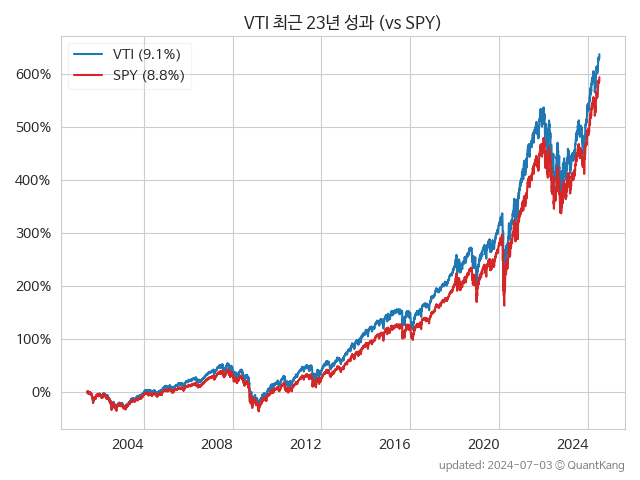 VTI 최근 23년 성과 (vs SPY)
VTI (9.1%)
SPY (8.8%)
600%
500%
400%
300%
200%
100%
0%
2004 2008 2012 2016 2020 2024
updated: 2024-07-03 © QuantKang